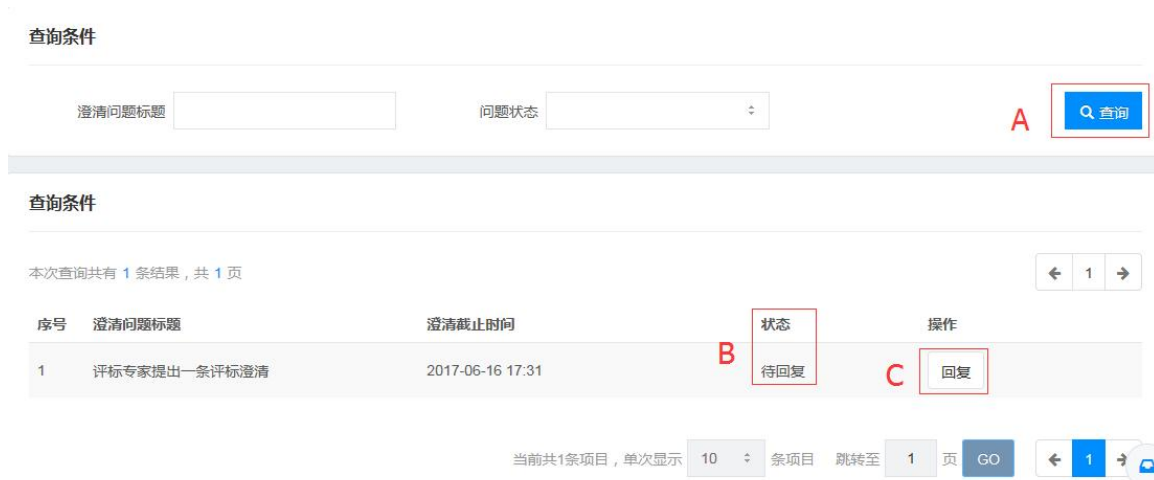 查询条件
澄清问题标题 问题状态 A 查询
查询条件
本次查询共有 1 条结果，共 1 页 1
序号 澄清问题标题 澄清截止时间 状态 操作
B
1 评标专家提出一条评标澄清 2017-06-16 17:31 待回复 C 回复
当前共1条项目，单次显示 10 条项目 跳转至 1 页 GO 1